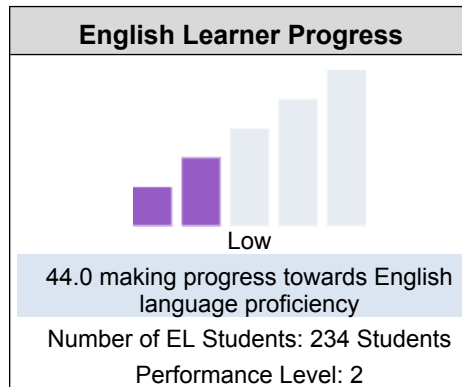 English Learner Progress
Low
44.0 making progress towards English
language proficiency
Number of EL Students: 234 Students
Performance Level: 2